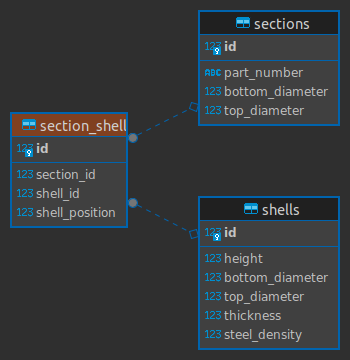 sections
123 id
ABC part_number
123 bottom_diameter
123 top_diameter
section_shell
123 id
123 section_id
123 shell_id
123 shell_position
shells
123 id
123 height
123 bottom_diameter
123 top_diameter
123 thickness
123 steel_density